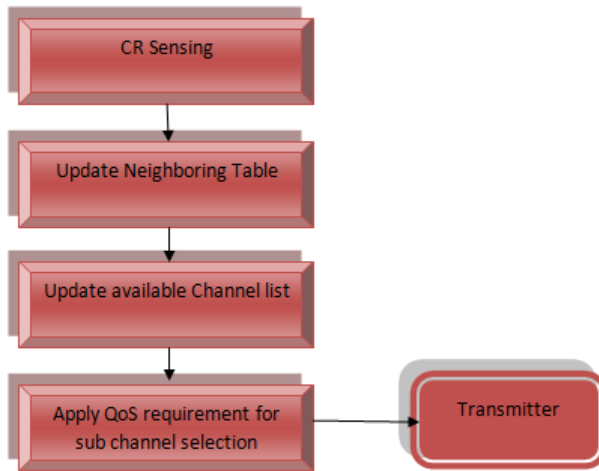 CR Sensing
Update Neighboring Table
Update available Channel list
Apply QoS requirement for
sub channel selection
Transmitter